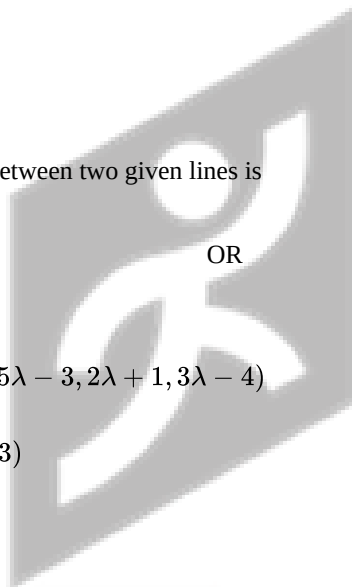 etween two given lines is
OR
5λ − 3, 2λ + 1, 3λ − 4)
3)